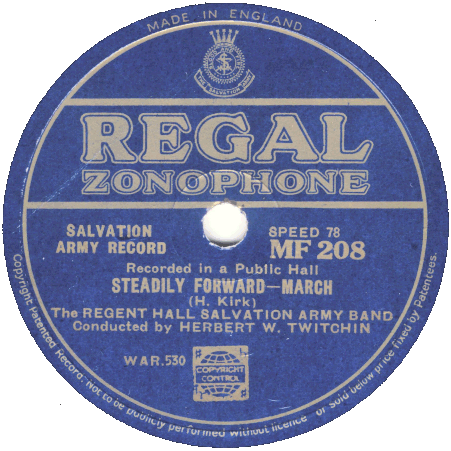 MADE IN ENGLAND
THE SALVATION ARMY
REGAL
ZONOPHONE
SALVATION
ARMY RECORD
SPEED 78
MF 208
Recorded in a Public Hall
STEADILY FORWARD—MARCH
(H. Kirk)
The REGENT HALL SALVATION ARMY BAND
Conducted by HERBERT W. TWITCHIN
WAR.530
COPYRIGHT
CONTROL
Copyright Patented Record: Not to be publicly performed without licence or sold below price fixed by Patentees.